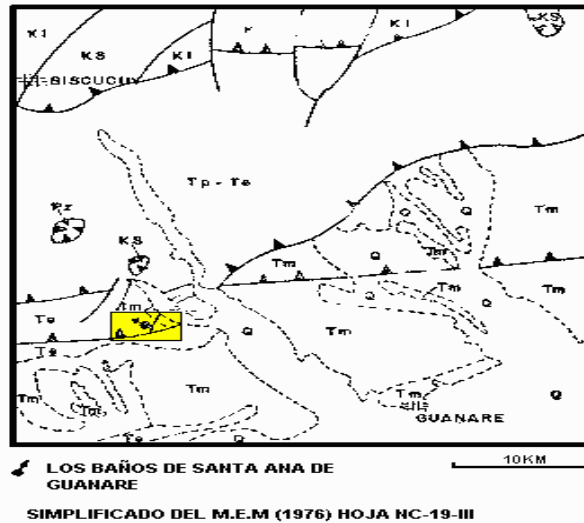 KS
KI
K
KI
KS
KI
BISCUCUY
Tp-Te
Pz
KS
Q
Tm
Q
Tm
Tm
Q
Tm
Tm
Tm
Te
Q
Tm
Te
Q
Tm
Tm
GUANARE
Te
Q
LOS BAÑOS DE SANTA ANA DE
GUANARE
10KM
SIMPLIFICADO DEL M.E.M (1976) HOJA NC-19-III